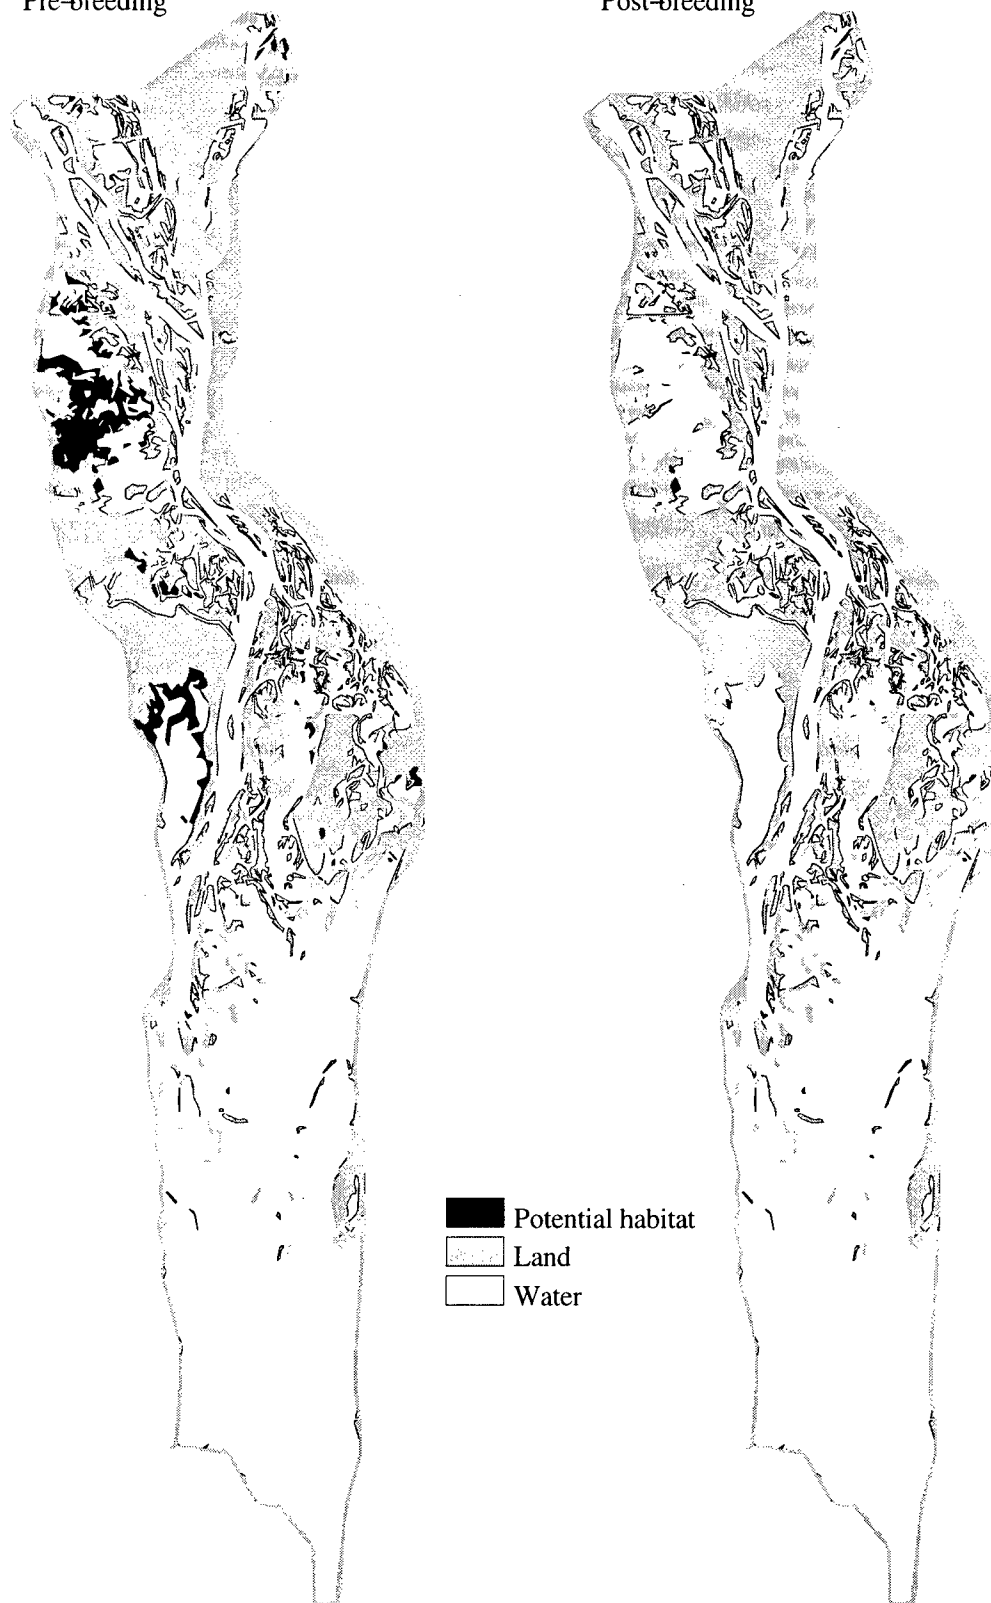 Pre-breeding
Post-breeding
Potential habitat
Land
Water